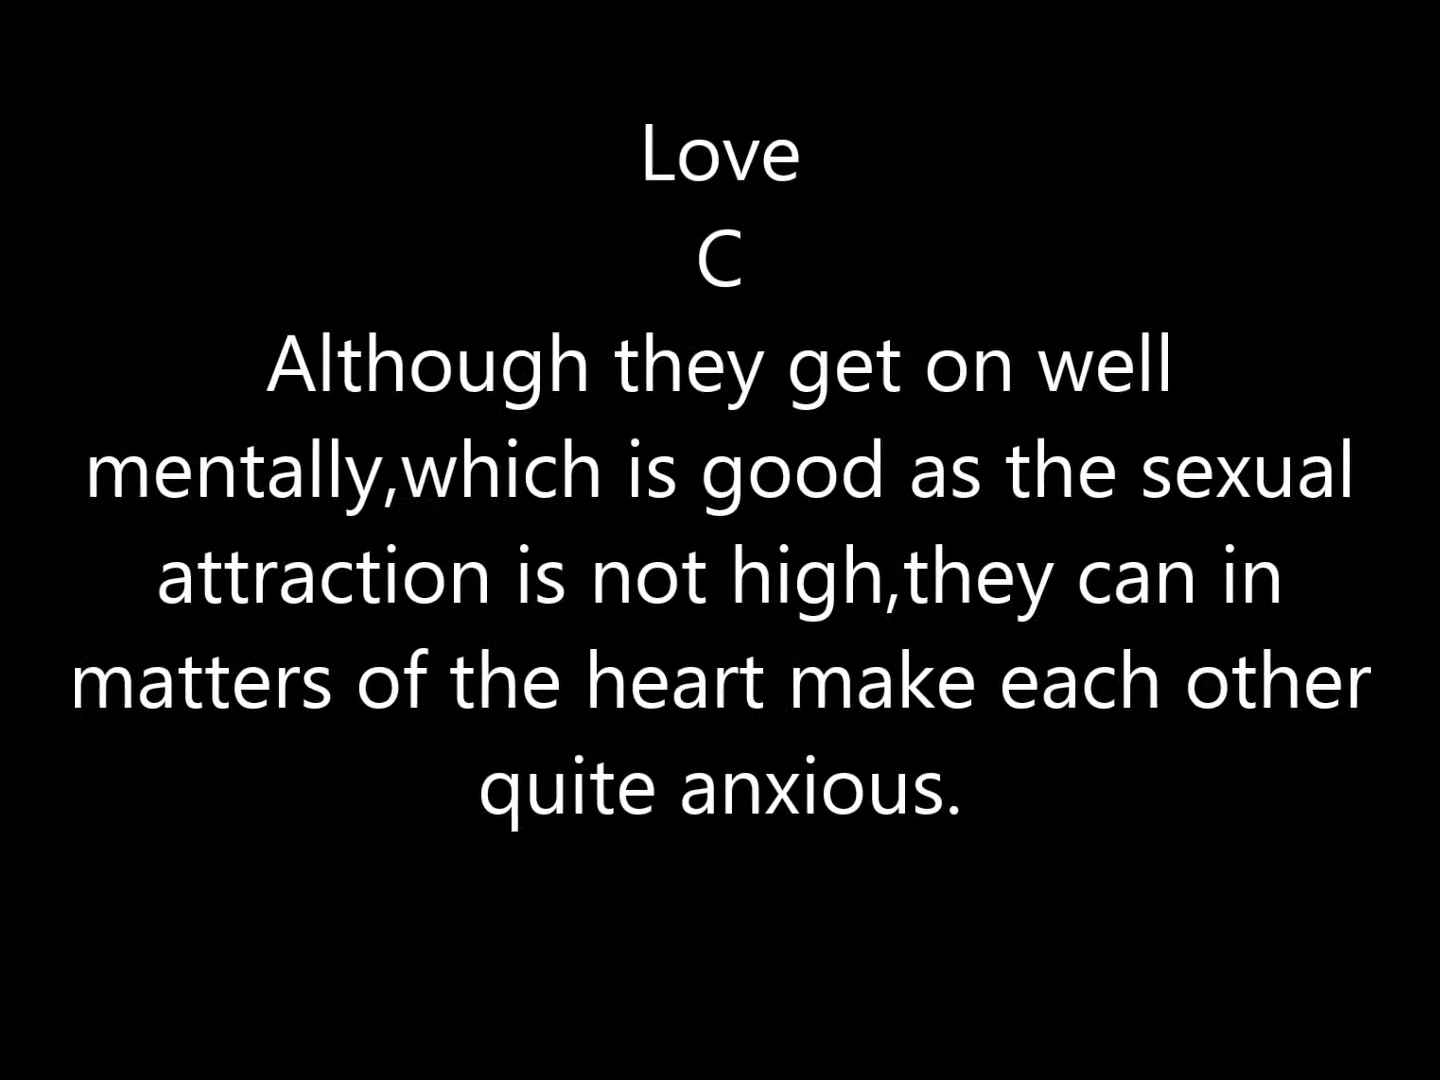 Love
C
Although they get on well
mentally,which is good as the sexual
attraction is not high,they can in
matters of the heart make each other
quite anxious.